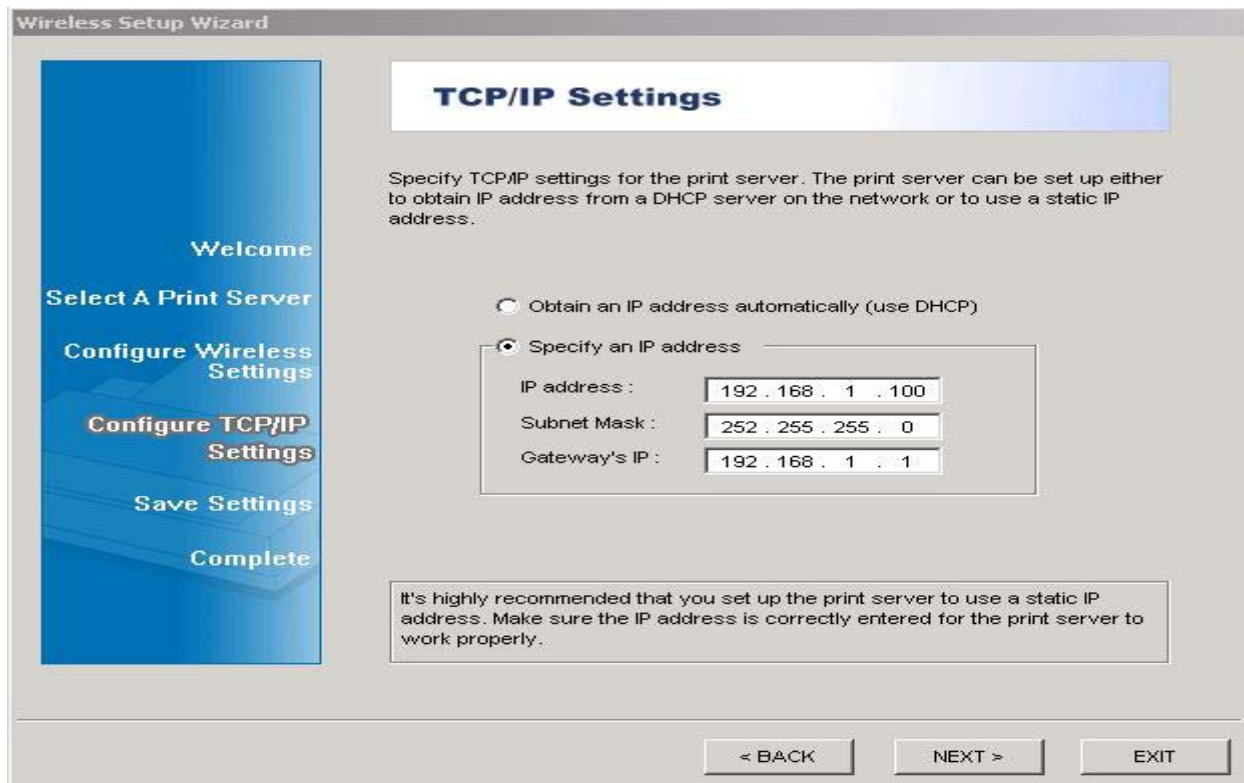 Wireless Setup Wizard
TCP/IP Settings
Specify TCP/IP settings for the print server. The print server can be set up either
to obtain IP address from a DHCP server on the network or to use a static IP
address.
Welcome
Select A Print Server
Configure Wireless
Settings
Configure TCP/IP
Settings
Save Settings
Complete
Obtain an IP address automatically (use DHCP)
Specify an IP address
IP address : 192 . 168 . 1 . 100
Subnet Mask : 252 . 255 . 255 . 0
Gateway's IP : 192 . 168 . 1 . 1
It's highly recommended that you set up the print server to use a static IP
address. Make sure the IP address is correctly entered for the print server to
work properly.
< BACK NEXT > EXIT